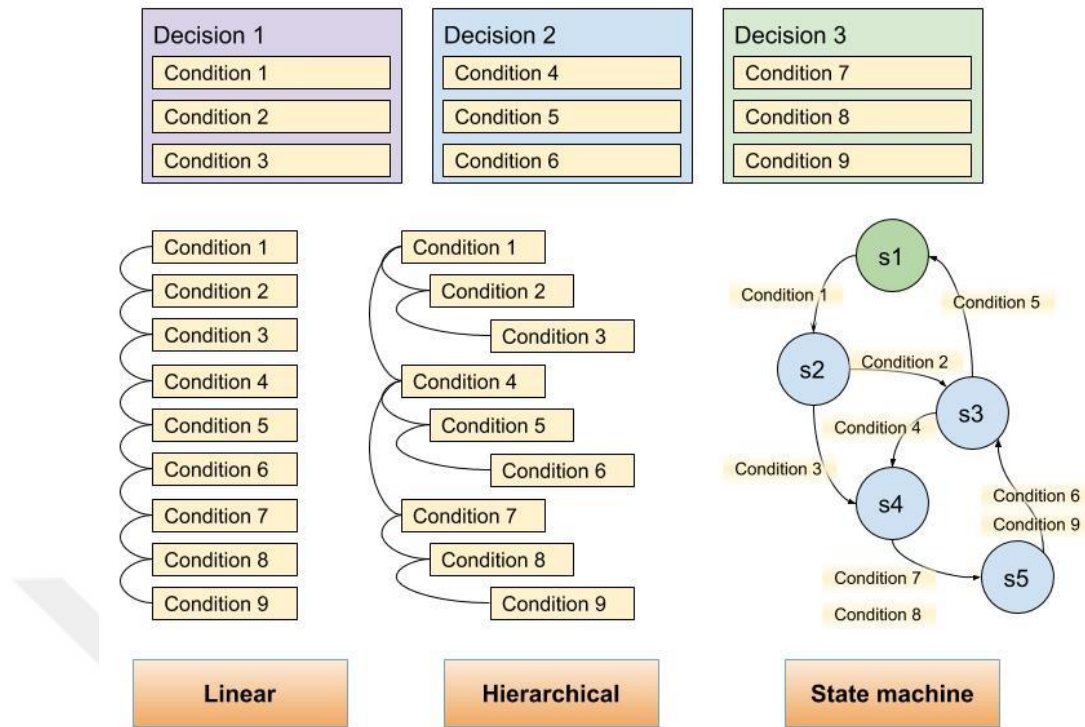 Decision 1
Condition 1
Condition 2
Condition 3
Decision 2
Condition 4
Condition 5
Condition 6
Decision 3
Condition 7
Condition 8
Condition 9
Condition 1
Condition 2
Condition 3
Condition 4
Condition 5
Condition 6
Condition 7
Condition 8
Condition 9
Linear
Condition 1
Condition 2
Condition 3
Condition 4
Condition 5
Condition 6
Condition 7
Condition 8
Condition 9
Hierarchical
s1
Condition 1
Condition 5
s2
Condition 2
s3
Condition 4
Condition 3
s4
Condition 6
Condition 9
s5
Condition 7
Condition 8
State machine